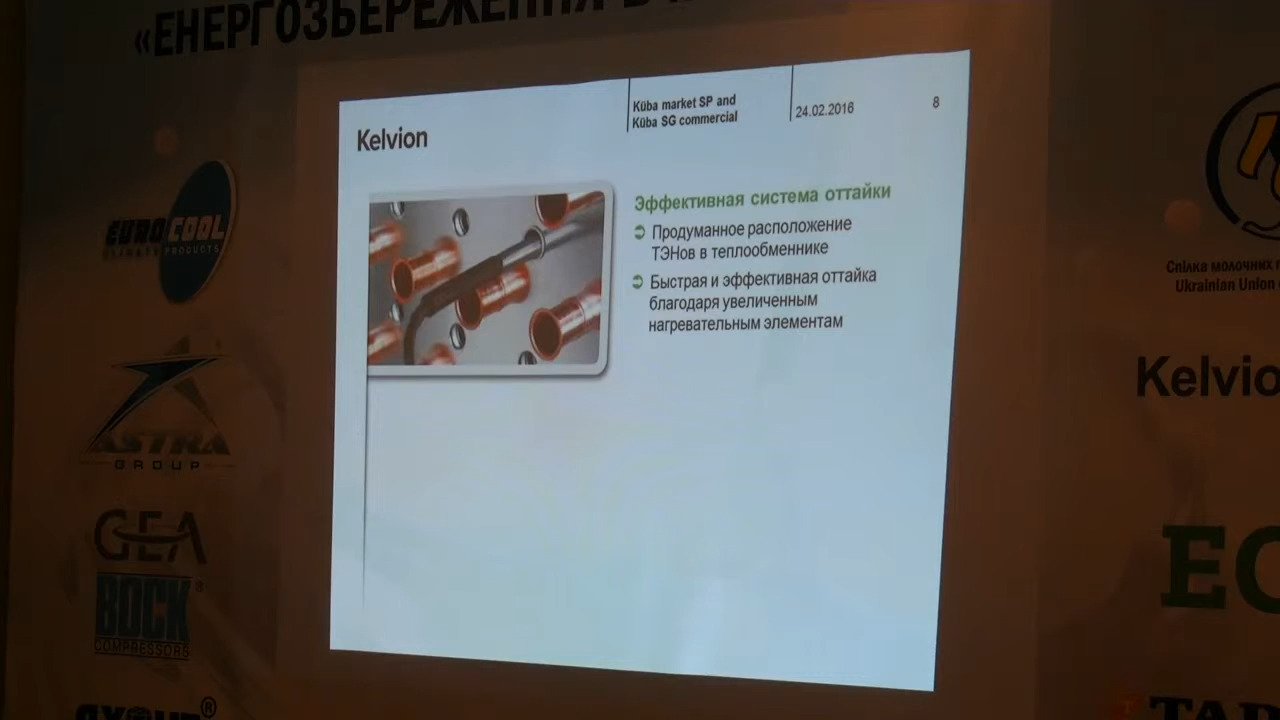 «ЕНЕРГОЗБЕРЕЖЕННЯ
Küba market SP and
Küba SG commercial
24.02.2016
8
Kelvion
Эффективная система оттайки
Продуманное расположение
ТЭНов в теплообменнике
Быстрая и эффективная оттайка
благодаря увеличенным
нагревательным элементам
EUROCOOL
CLIMATE PRODUCTS
ASTRA
GROUP
GEA
BOCK
®
COMPRESSORS
®
Спілка молочних
Ukrainian Union
Kelvio
EC